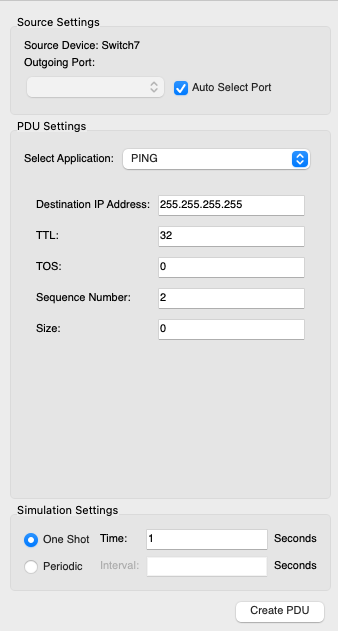 Source Settings
Source Device: Switch7
Outgoing Port:
Auto Select Port
PDU Settings
Select Application: PING
Destination IP Address: 255.255.255.255
TTL: 32
TOS: 0
Sequence Number: 2
Size: 0
Simulation Settings
One Shot Time: 1 Seconds
Periodic Interval: Seconds
Create PDU